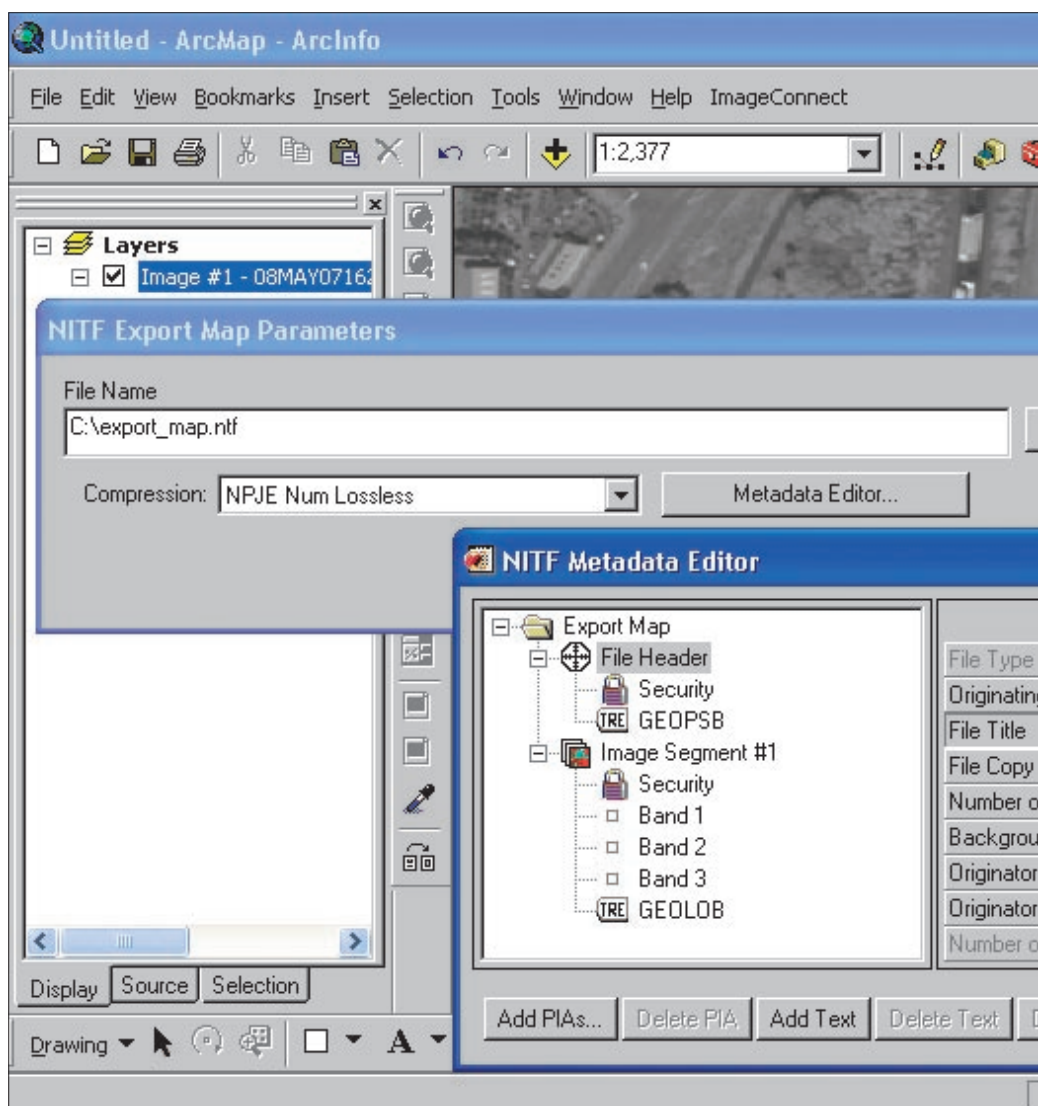 Untitled - ArcMap - ArcInfo
File Edit View Bookmarks Insert Selection Tools Window Help ImageConnect
1:2,377
Layers
Image #1 - 08MAY0716
NITF Export Map Parameters
File Name
C:\export_map.ntf
Compression: NPJE Num Lossless
Metadata Editor...
NITF Metadata Editor
Export Map
File Header
Security
TRE GEOPSB
Image Segment #1
Security
Band 1
Band 2
Band 3
TRE GEOLOB
File Type
Originating
File Title
File Copy
Number o
Backgrou
Originator
Originator
Number o
Add PIAs...
Delete PIA
Add Text
Delete Text
Display Source Selection
Drawing
A